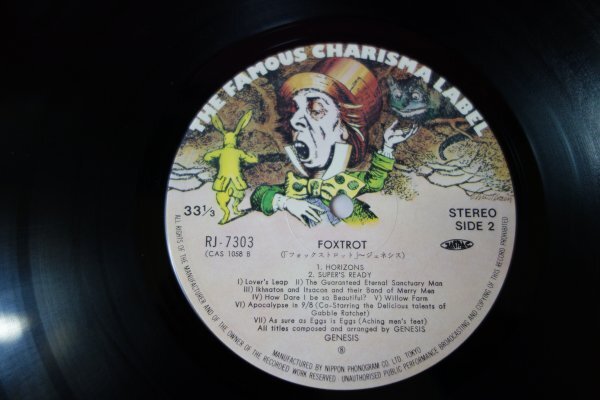 THE FAMOUS CHARISMA LABEL
33 1/3
STEREO
SIDE 2
RJ-7303
(CAS 1058 B)
FOXTROT
(「フォックストロット」〜ジェネシス)
1. HORIZONS
2. SUPER'S READY
I) Lover's Leap II) The Guaranteed Eternal Sanctuary Man
III) Ikhnaton and Itsacon and their Band of Merry Men
IV) How Dare I be so Beautiful? V) Willow Farm
VI) Apocalypse in 9/8 (Co-Starring the Delicious talents of
Gabble Ratchet)
VII) As sure as Eggs is Eggs (Aching men's feet)
All titles composed and arranged by GENESIS
GENESIS
Ⓑ
MANUFACTURED BY NIPPON PHONOGRAM CO. LTD. TOKYO
ALL RIGHTS OF THE MANUFACTURER AND OF THE OWNER OF THE RECORDED WORK RESERVED · UNAUTHORISED PUBLIC PERFORMANCE BROADCASTING AND COPYING OF THIS RECORD PROHIBITED